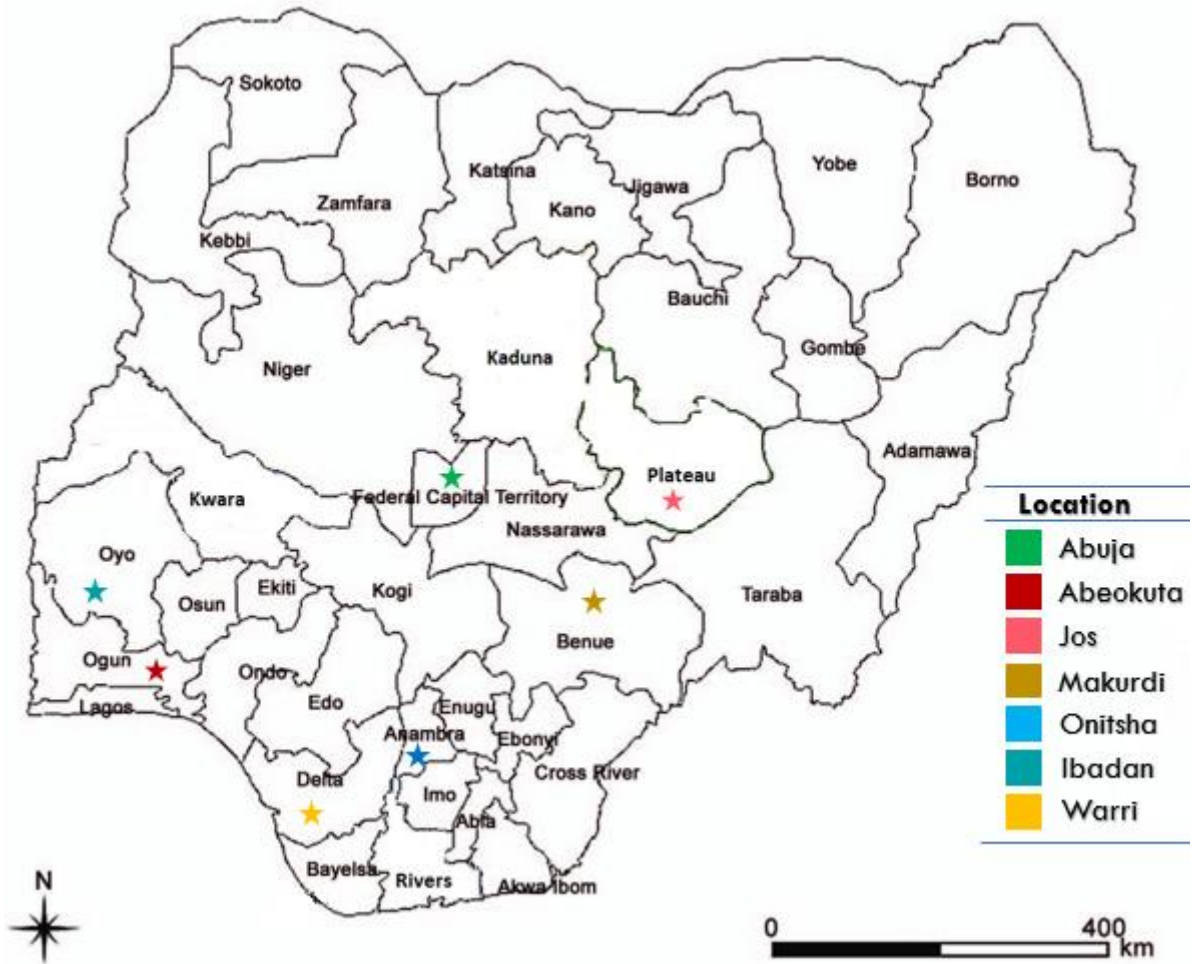 Sokoto
Katsina
Yobe
Borno
Jigawa
Zamfara
Kano
Kebbi
Bauchi
Gombe
Kaduna
Niger
Adamawa
Plateau
Kwara
Federal Capital Territory
Nassarawa
Oyo
Osun
Ekiti
Kogi
Taraba
Benue
Ogun
Ondo
Edo
Lagos
Enugu
Anambra
Ebonyi
Cross River
Delta
Imo
Abia
Bayelsa
Rivers
Akwa Ibom
Location
Abuja
Abeokuta
Jos
Makurdi
Onitsha
Ibadan
Warri
N
0 400
km